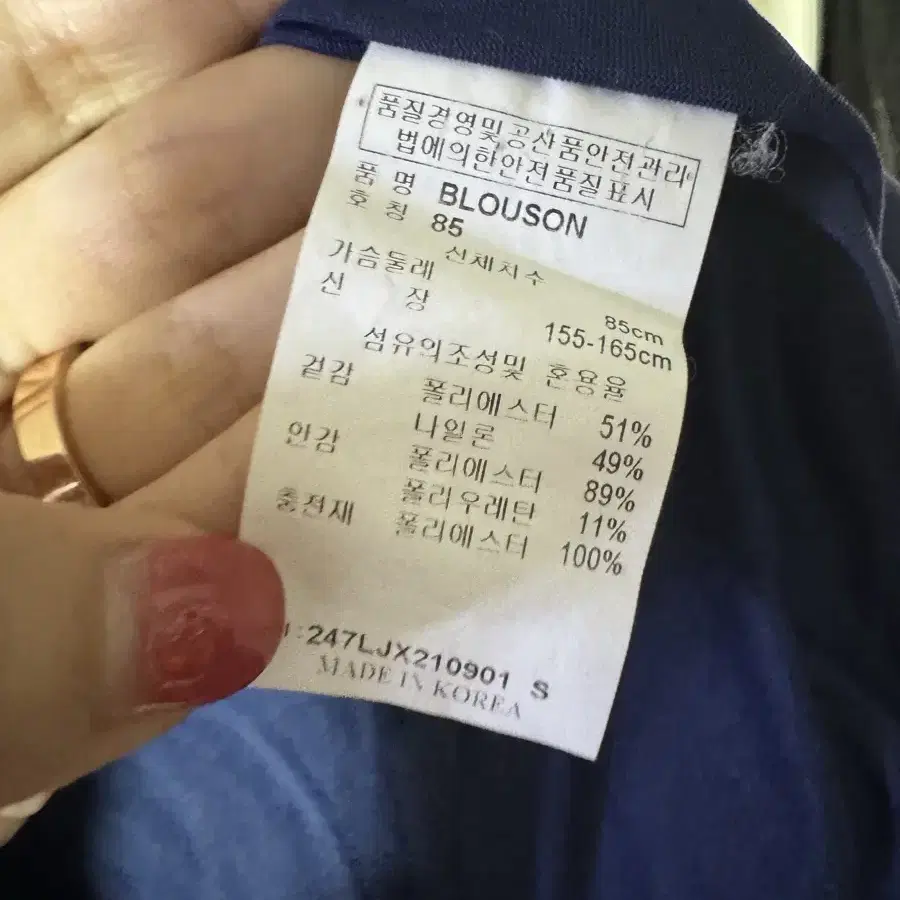 품질경영및공산품안전관리
법에의한안전품질표시
품 명 BLOUSON
호 칭 85
신체치수
가슴둘레 85cm
신 장 155-165cm
섬유의조성및 혼용율
겉감 폴리에스터 51%
나일론 49%
안감 폴리에스터 89%
폴리우레탄 11%
충전재 폴리에스터 100%
:247LJX210901 S
MADE IN KOREA